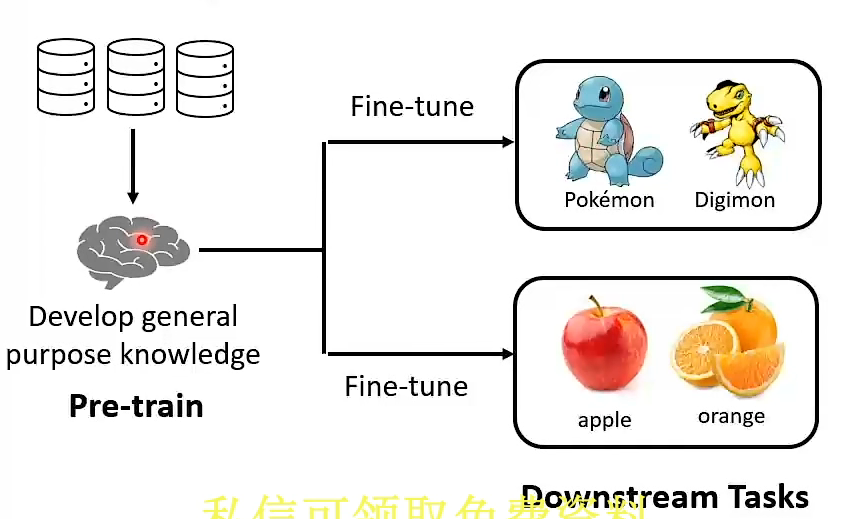 Fine-tune
Pokémon
Digimon
Develop general
purpose knowledge
Pre-train
Fine-tune
apple
orange
Downstream Tasks
私信可领取免费资料